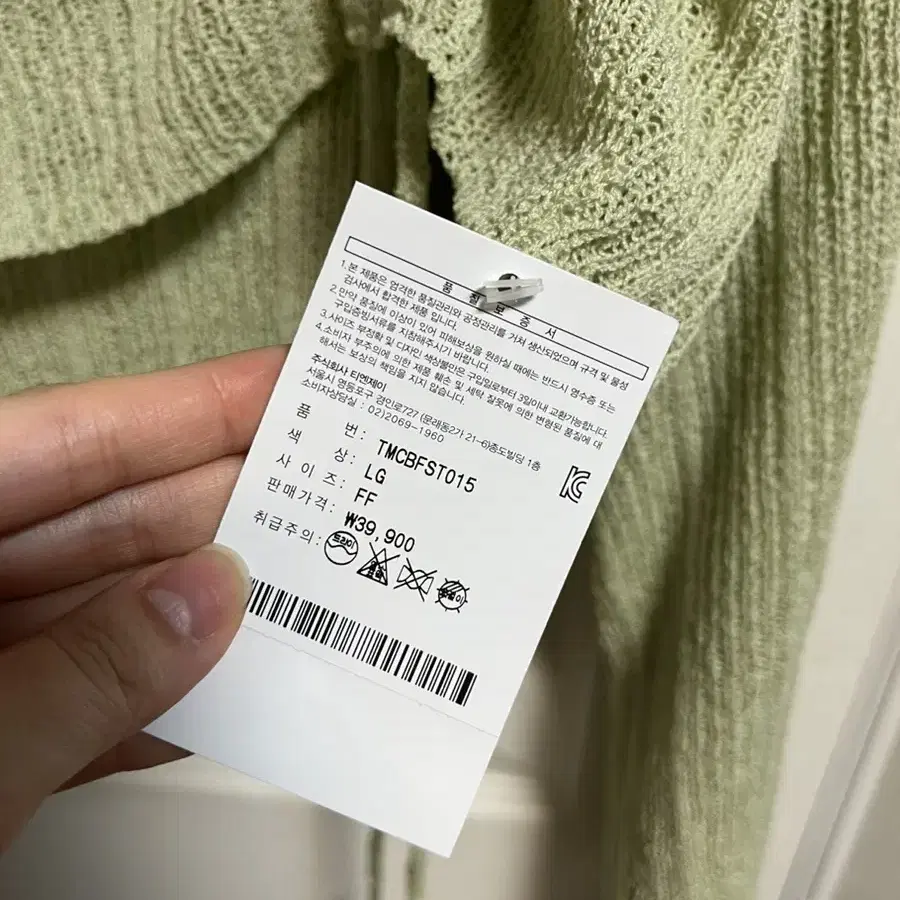 품 질 보 증 서
1.본 제품은 엄격한 품질관리와 공정관리를 거쳐 생산되었으며 규격 및 물성
검사에서 합격한 제품 입니다.
2.만약 품질에 이상이 있어 피해보상을 원하실 때에는 반드시 영수증 또는
구입증빙서류를 지참해주시기 바랍니다.
3.사이즈 부정확 및 디자인 색상불만은 구입일로부터 3일이내 교환가능합니다.
4.소비자 부주의에 의한 제품 훼손 및 세탁 잘못에 의한 변형된 품질에 대
해서는 보상의 책임을 지지 않습니다.
주식회사 티엔제이
서울시 영등포구 경인로727 (문래동2가 21-6)종도빌딩 1층
소비자상담실 : 02)2069-1960
품 번: TMCBFST015
색 상: LG
사 이 즈: FF
판매가격: ₩39,900
취급주의: 드라이